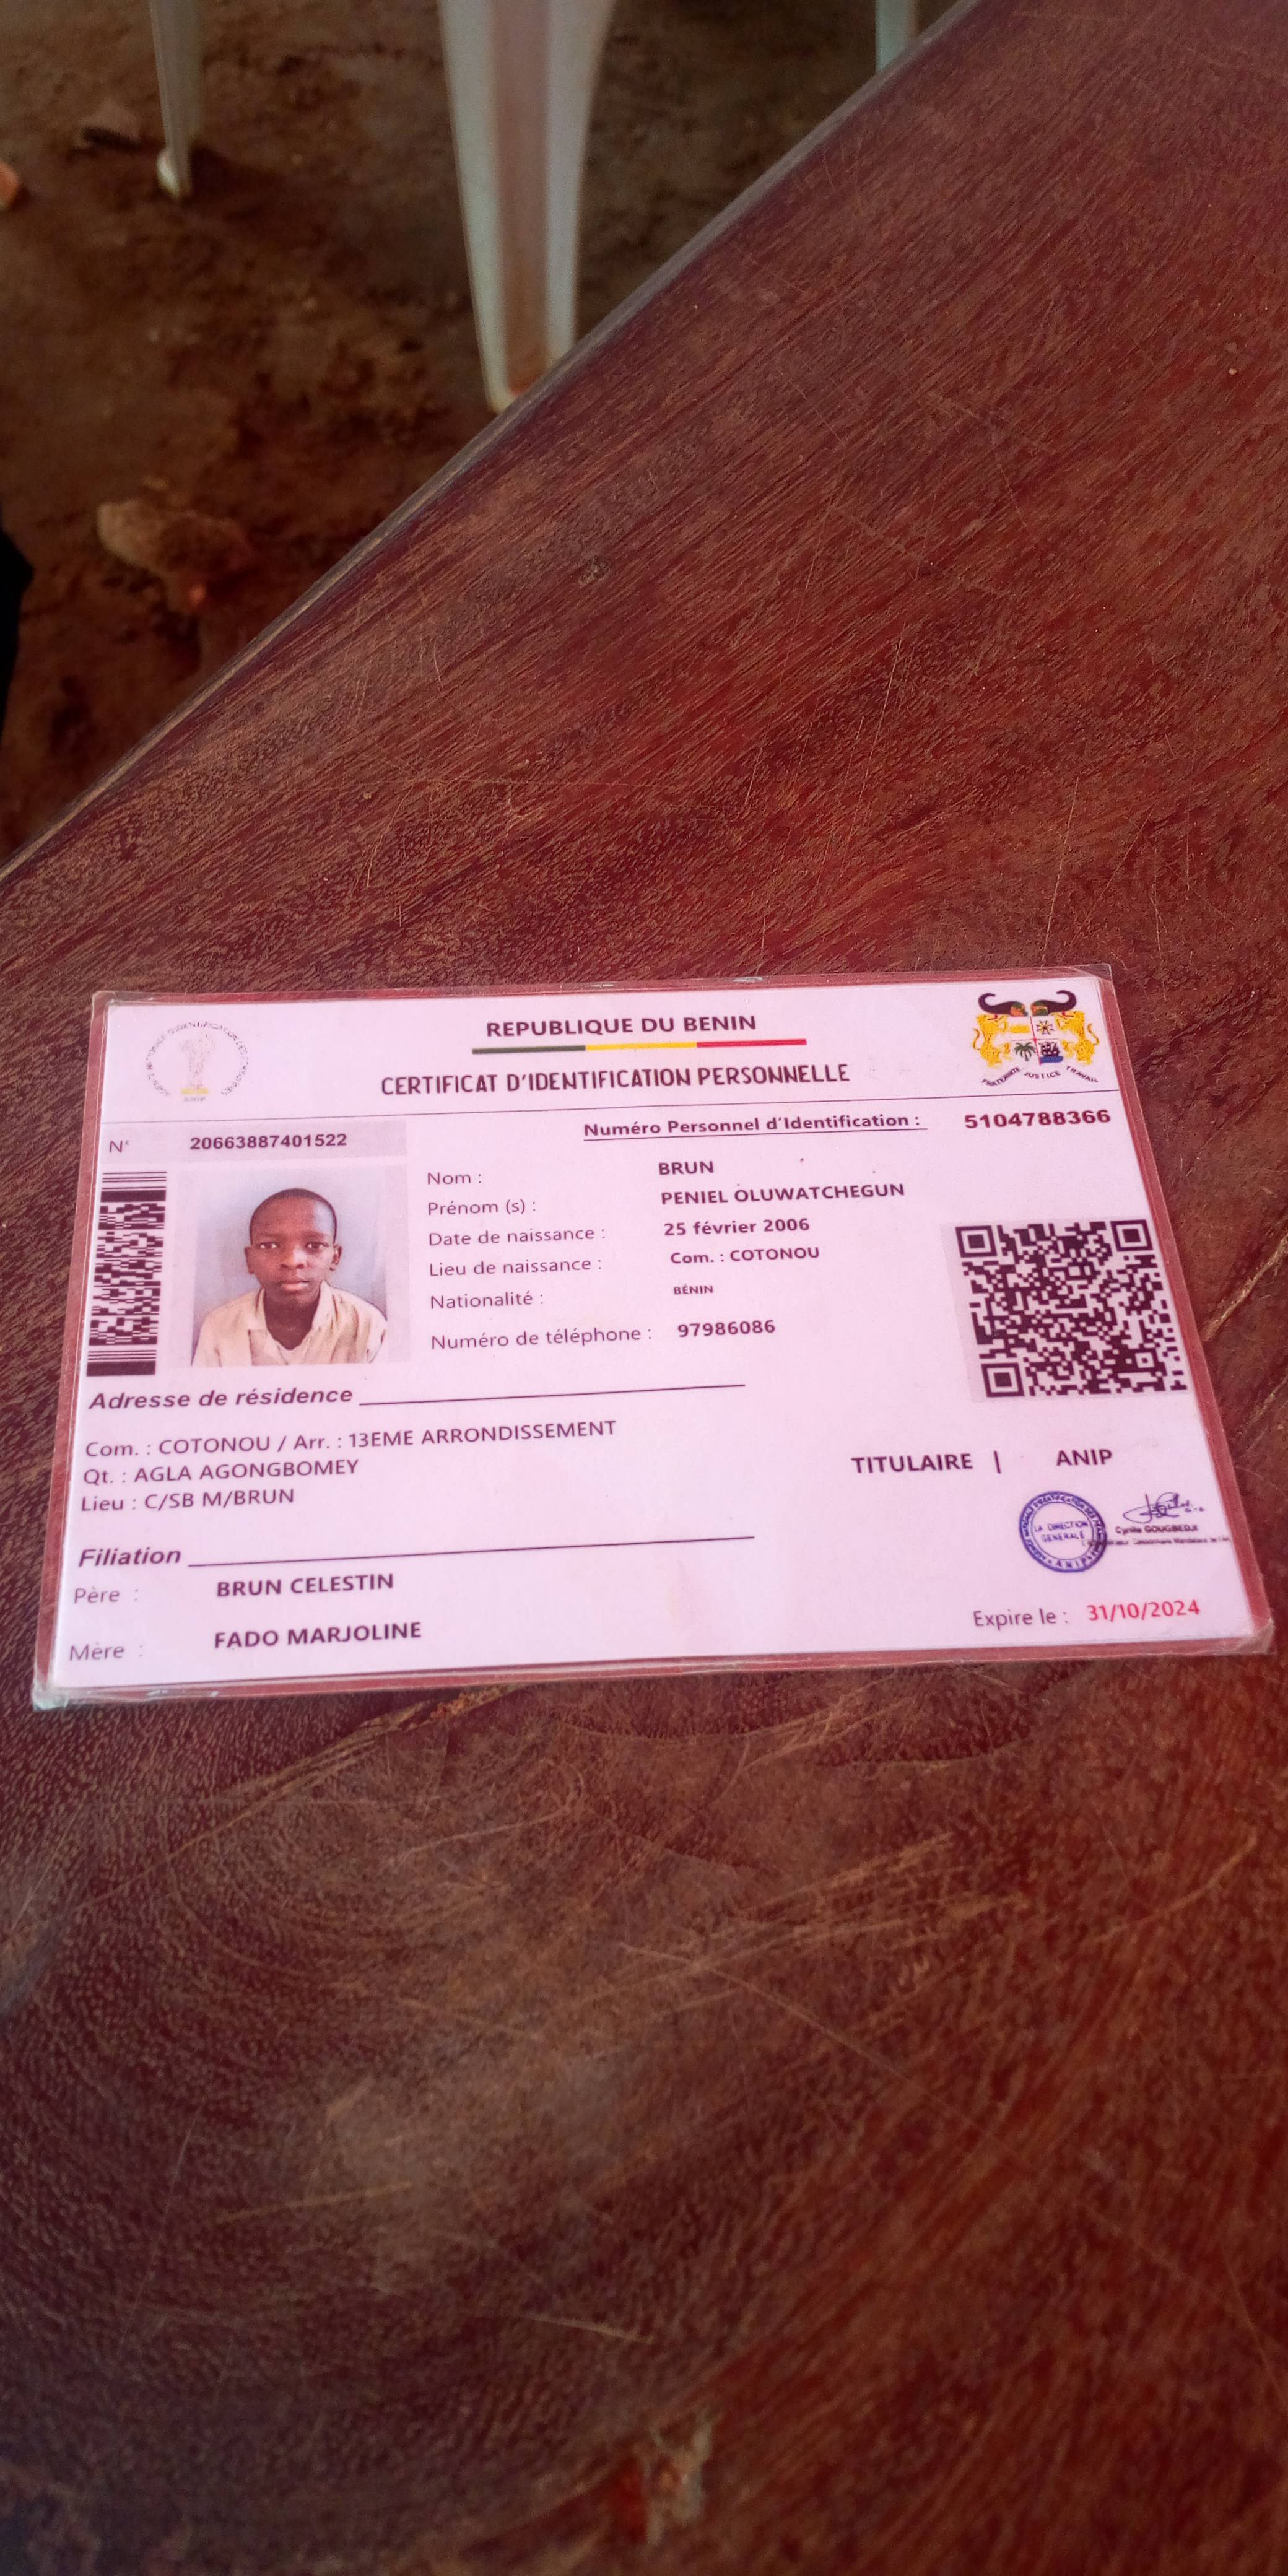 REPUBLIQUE DU BENIN
CERTIFICAT D'IDENTIFICATION PERSONNELLE
FRATERNITE JUSTICE TRAVAIL
N° 20663887401522
Numéro Personnel d'Identification : 5104788366
Nom : BRUN
Prénom (s) : PENIEL OLUWATCHEGUN
Date de naissance : 25 février 2006
Lieu de naissance : Com. : COTONOU
Nationalité : BÉNIN
Numéro de téléphone : 97986086
Adresse de résidence
Com. : COTONOU / Arr. : 13EME ARRONDISSEMENT
Qt. : AGLA AGONGBOMEY
Lieu : C/SB M/BRUN
TITULAIRE | ANIP
LA DIRECTION
GENERALE
Cyrille GOUGBEDJI
Filiation
Père : BRUN CELESTIN
Mère : FADO MARJOLINE
Expire le : 31/10/2024